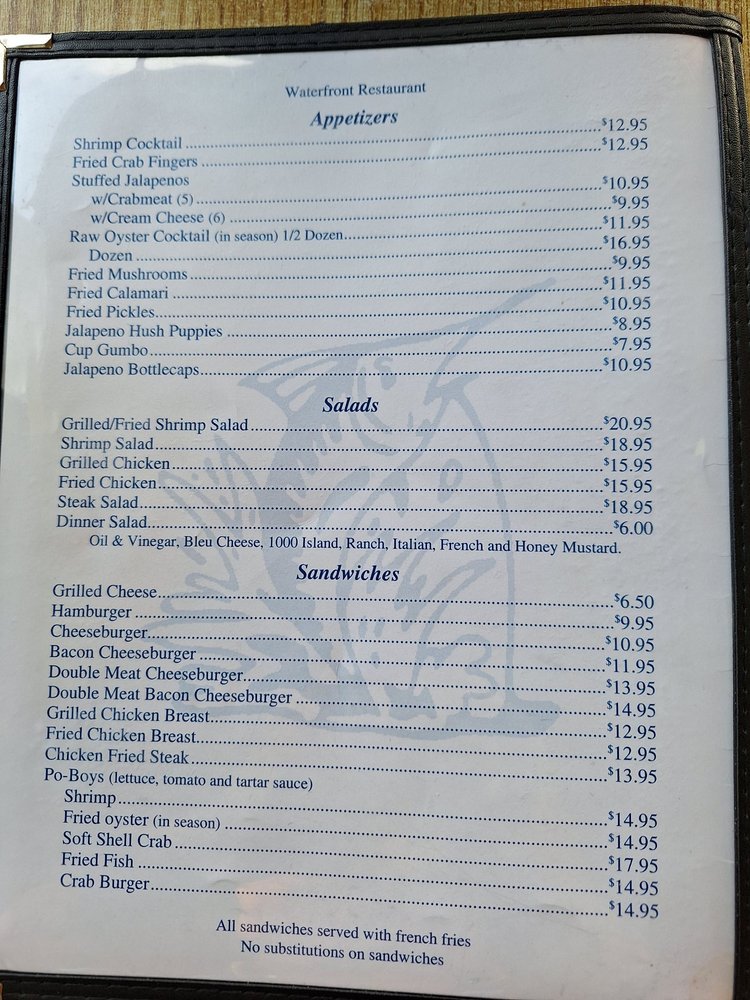 Waterfront Restaurant
Appetizers
Shrimp Cocktail $12.95
Fried Crab Fingers $12.95
Stuffed Jalapenos
w/Crabmeat (5) $10.95
w/Cream Cheese (6) $9.95
Raw Oyster Cocktail (in season) 1/2 Dozen $11.95
Dozen $16.95
Fried Mushrooms $9.95
Fried Calamari $11.95
Fried Pickles $10.95
Jalapeno Hush Puppies $8.95
Cup Gumbo $7.95
Jalapeno Bottlecaps $10.95
Salads
Grilled/Fried Shrimp Salad $20.95
Shrimp Salad $18.95
Grilled Chicken $15.95
Fried Chicken $15.95
Steak Salad $18.95
Dinner Salad $6.00
Oil & Vinegar, Bleu Cheese, 1000 Island, Ranch, Italian, French and Honey Mustard.
Sandwiches
Grilled Cheese $6.50
Hamburger $9.95
Cheeseburger $10.95
Bacon Cheeseburger $11.95
Double Meat Cheeseburger $13.95
Double Meat Bacon Cheeseburger $14.95
Grilled Chicken Breast $12.95
Fried Chicken Breast $12.95
Chicken Fried Steak $13.95
Po-Boys (lettuce, tomato and tartar sauce)
Shrimp $14.95
Fried oyster (in season) $14.95
Soft Shell Crab $17.95
Fried Fish $14.95
Crab Burger $14.95
All sandwiches served with french fries
No substitutions on sandwiches